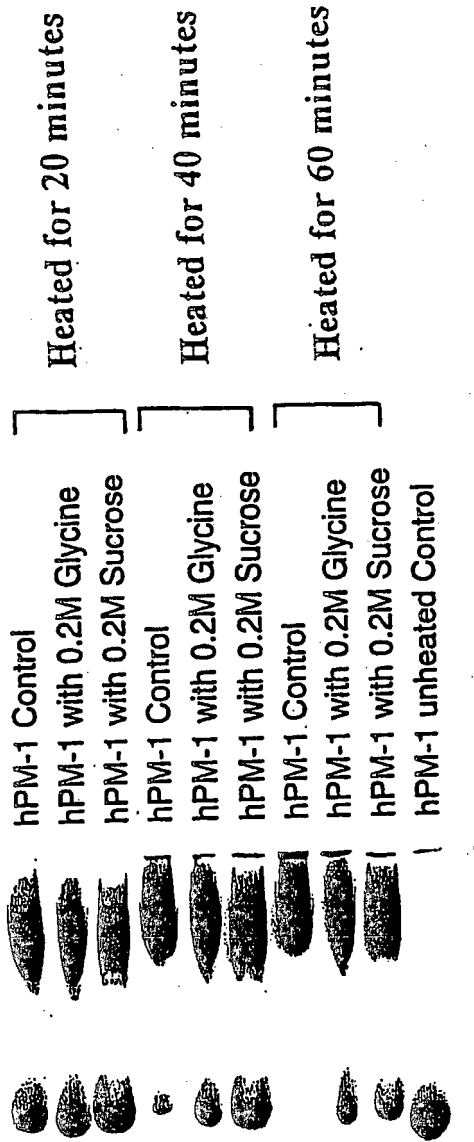 hPM-1 Control
hPM-1 with 0.2M Glycine
hPM-1 with 0.2M Sucrose
Heated for 20 minutes
hPM-1 Control
hPM-1 with 0.2M Glycine
hPM-1 with 0.2M Sucrose
Heated for 40 minutes
hPM-1 Control
hPM-1 with 0.2M Glycine
hPM-1 with 0.2M Sucrose
Heated for 60 minutes
hPM-1 unheated Control